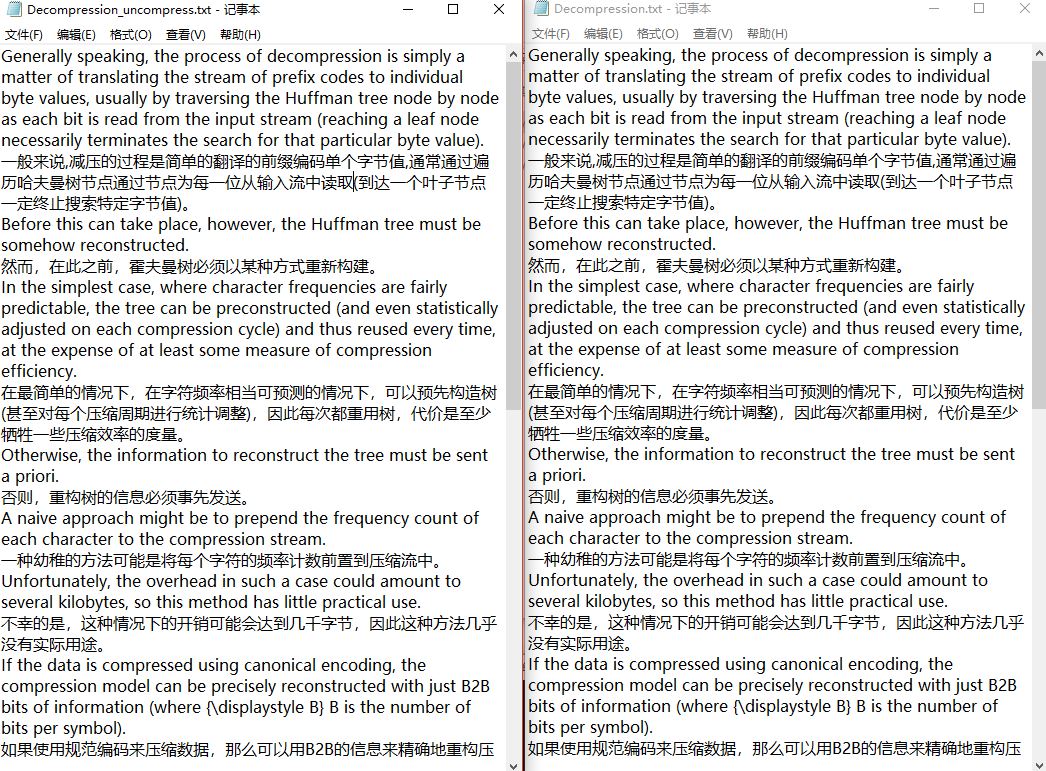 Decompression_uncompress.txt - 记事本
文件(F) 编辑(E) 格式(O) 查看(V) 帮助(H)
Generally speaking, the process of decompression is simply a
matter of translating the stream of prefix codes to individual
byte values, usually by traversing the Huffman tree node by node
as each bit is read from the input stream (reaching a leaf node
necessarily terminates the search for that particular byte value).
一般来说,减压的过程是简单的翻译的前缀编码单个字节值,通常通过遍
历哈夫曼树节点通过节点为每一位从输入流中读取(到达一个叶子节点
一定终止搜索特定字节值)。
Before this can take place, however, the Huffman tree must be
somehow reconstructed.
然而，在此之前，霍夫曼树必须以某种方式重新构建。
In the simplest case, where character frequencies are fairly
predictable, the tree can be preconstructed (and even statistically
adjusted on each compression cycle) and thus reused every time,
at the expense of at least some measure of compression
efficiency.
在最简单的情况下，在字符频率相当可预测的情况下，可以预先构造树
(甚至对每个压缩周期进行统计调整)，因此每次都重用树，代价是至少
牺牲一些压缩效率的度量。
Otherwise, the information to reconstruct the tree must be sent
a priori.
否则，重构树的信息必须事先发送。
A naive approach might be to prepend the frequency count of
each character to the compression stream.
一种幼稚的方法可能是将每个字符的频率计数前置到压缩流中。
Unfortunately, the overhead in such a case could amount to
several kilobytes, so this method has little practical use.
不幸的是，这种情况下的开销可能会达到几千字节，因此这种方法几乎
没有实际用途。
If the data is compressed using canonical encoding, the
compression model can be precisely reconstructed with just B2B
bits of information (where {\displaystyle B} B is the number of
bits per symbol).
如果使用规范编码来压缩数据，那么可以用B2B的信息来精确地重构压
Decompression.txt - 记事本
文件(F) 编辑(E) 格式(O) 查看(V) 帮助(H)
Generally speaking, the process of decompression is simply a
matter of translating the stream of prefix codes to individual
byte values, usually by traversing the Huffman tree node by node
as each bit is read from the input stream (reaching a leaf node
necessarily terminates the search for that particular byte value).
一般来说,减压的过程是简单的翻译的前缀编码单个字节值,通常通过遍
历哈夫曼树节点通过节点为每一位从输入流中读取(到达一个叶子节点
一定终止搜索特定字节值)。
Before this can take place, however, the Huffman tree must be
somehow reconstructed.
然而，在此之前，霍夫曼树必须以某种方式重新构建。
In the simplest case, where character frequencies are fairly
predictable, the tree can be preconstructed (and even statistically
adjusted on each compression cycle) and thus reused every time,
at the expense of at least some measure of compression
efficiency.
在最简单的情况下，在字符频率相当可预测的情况下，可以预先构造树
(甚至对每个压缩周期进行统计调整)，因此每次都重用树，代价是至少
牺牲一些压缩效率的度量。
Otherwise, the information to reconstruct the tree must be sent
a priori.
否则，重构树的信息必须事先发送。
A naive approach might be to prepend the frequency count of
each character to the compression stream.
一种幼稚的方法可能是将每个字符的频率计数前置到压缩流中。
Unfortunately, the overhead in such a case could amount to
several kilobytes, so this method has little practical use.
不幸的是，这种情况下的开销可能会达到几千字节，因此这种方法几乎
没有实际用途。
If the data is compressed using canonical encoding, the
compression model can be precisely reconstructed with just B2B
bits of information (where {\displaystyle B} B is the number of
bits per symbol).
如果使用规范编码来压缩数据，那么可以用B2B的信息来精确地重构压